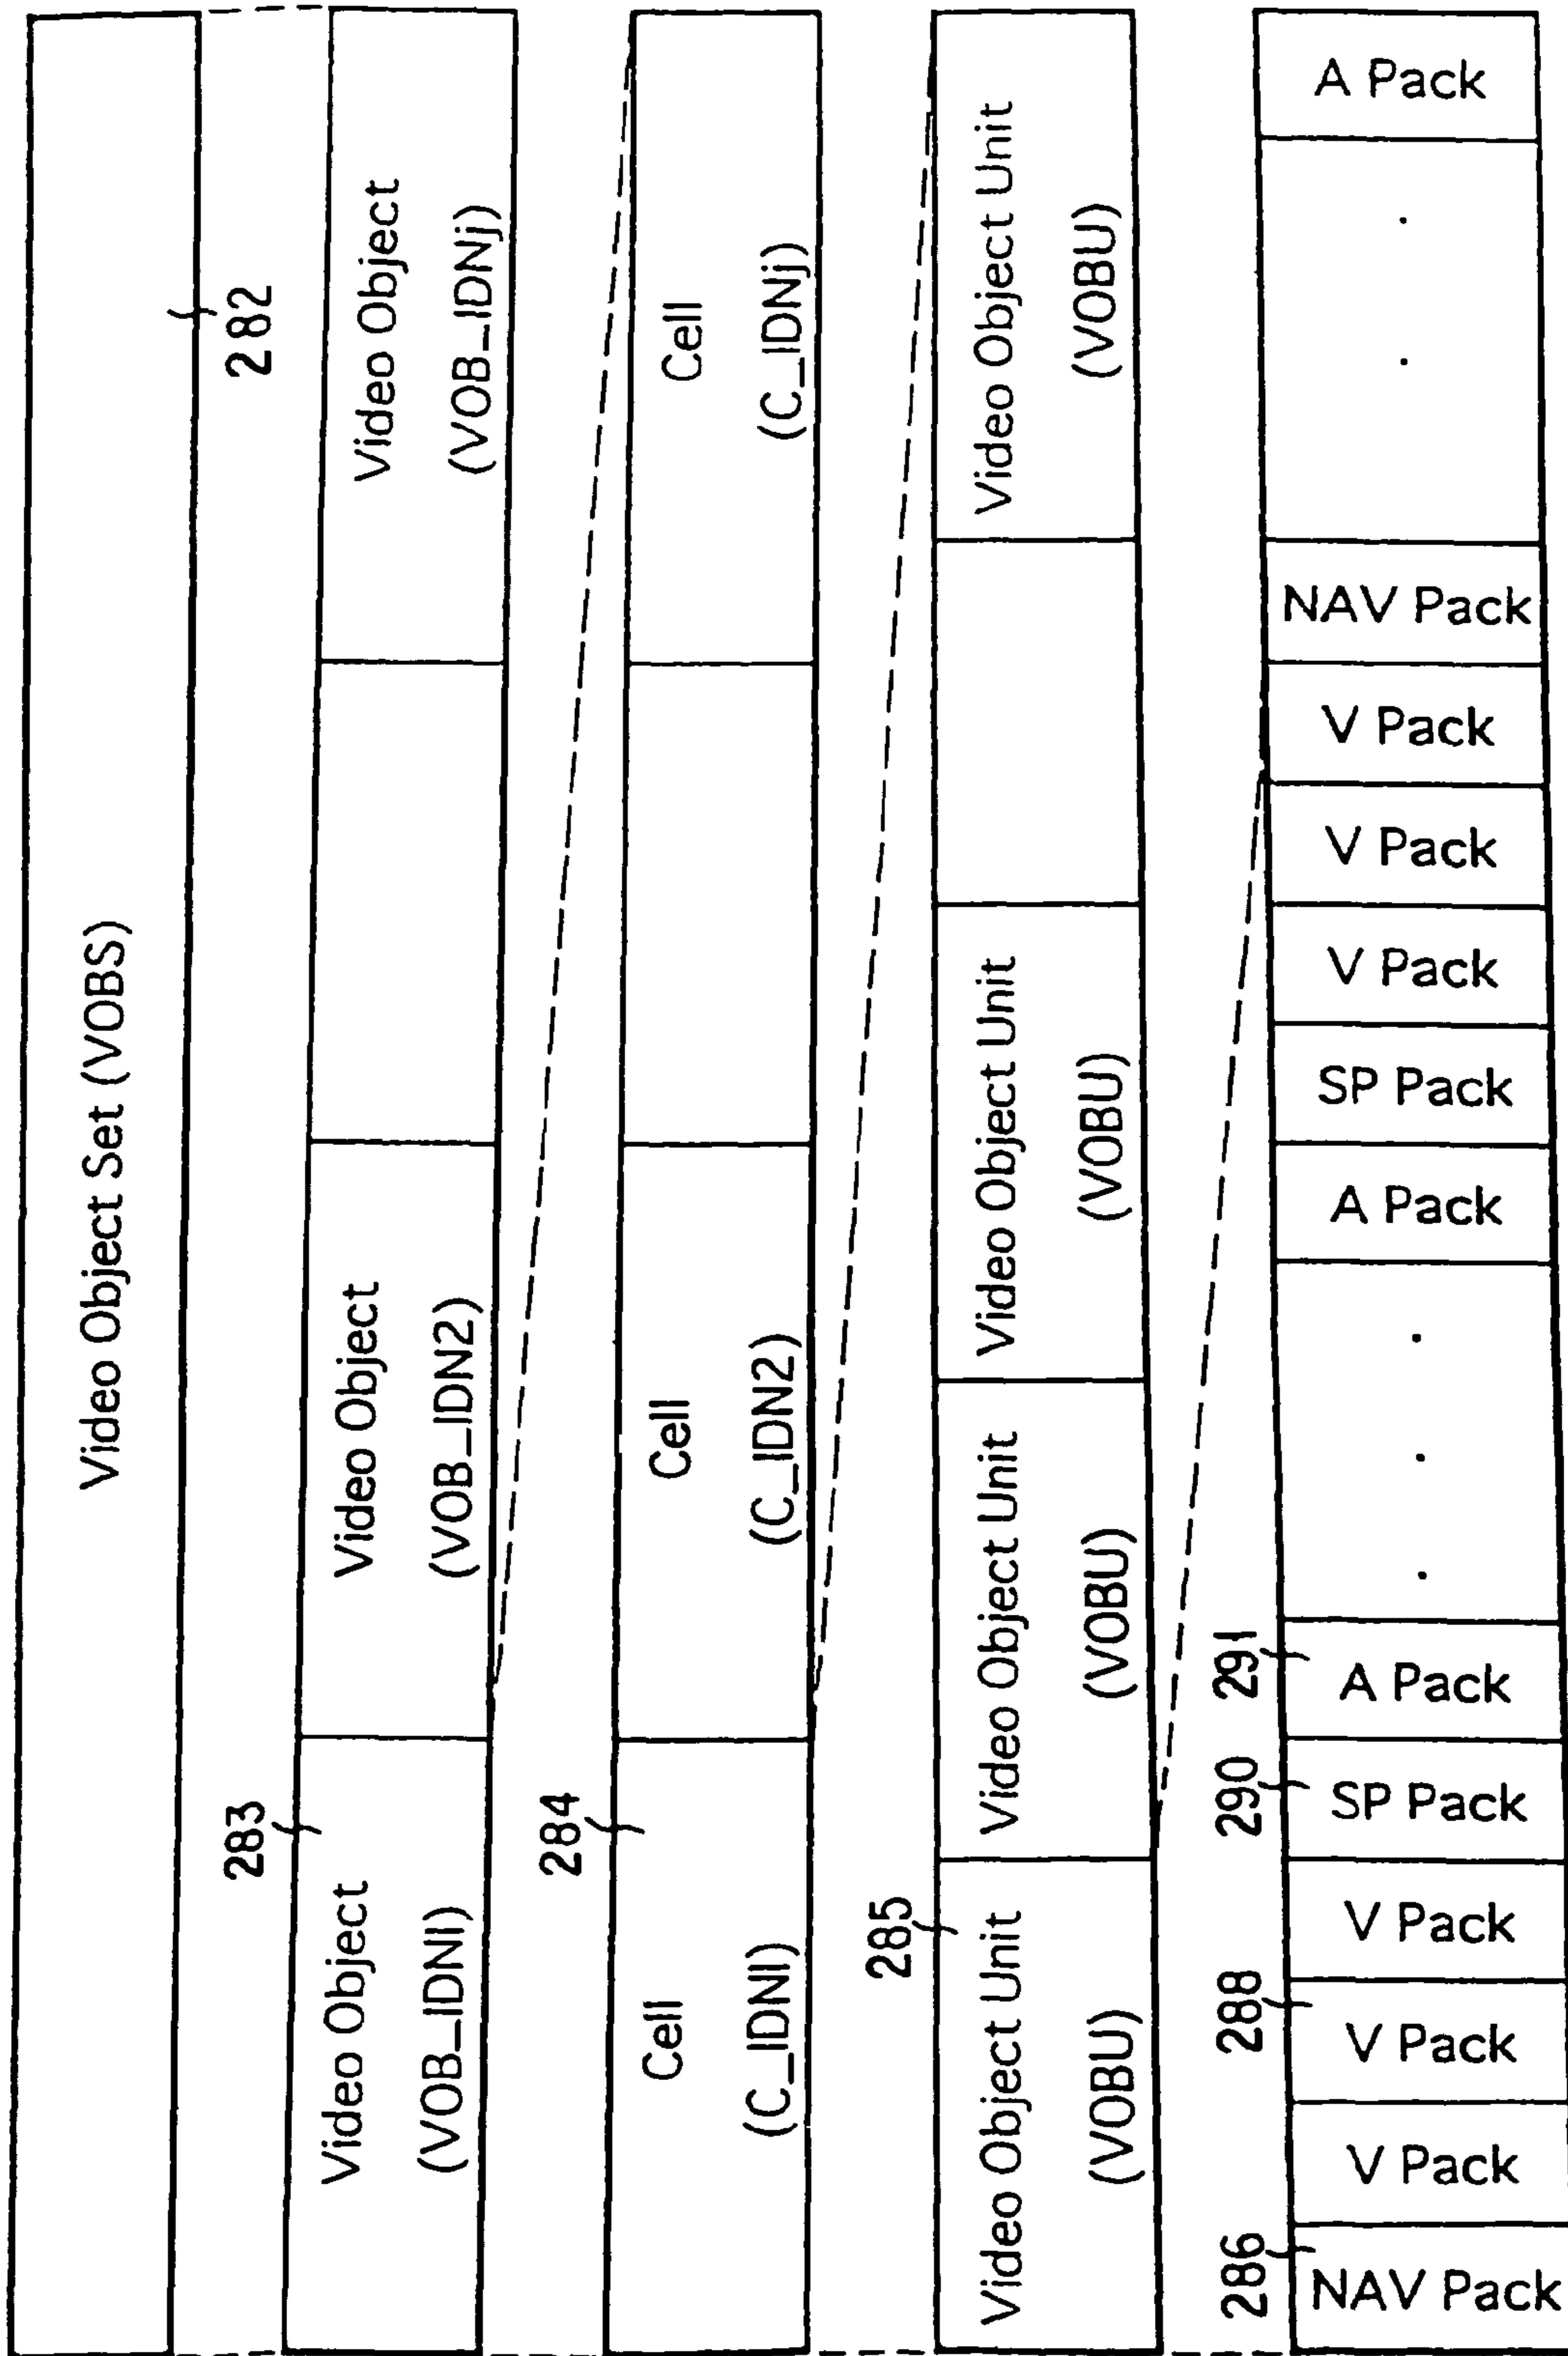 Video Object Set (VOBS)
282
283
Video Object
(VOB_IDN1)
Video Object
(VOB_IDN2)
Video Object
(VOB_IDNj)
284
Cell
(C_IDN1)
Cell
(C_IDN2)
Cell
(C_IDNj)
285
Video Object Unit
(VOBU)
Video Object Unit
(VOBU)
Video Object Unit
(VOBU)
Video Object Unit
(VOBU)
286
288
290
291
NAV Pack
V Pack
V Pack
V Pack
SP Pack
A Pack
. . .
A Pack
SP Pack
V Pack
V Pack
V Pack
NAV Pack
. .
A Pack